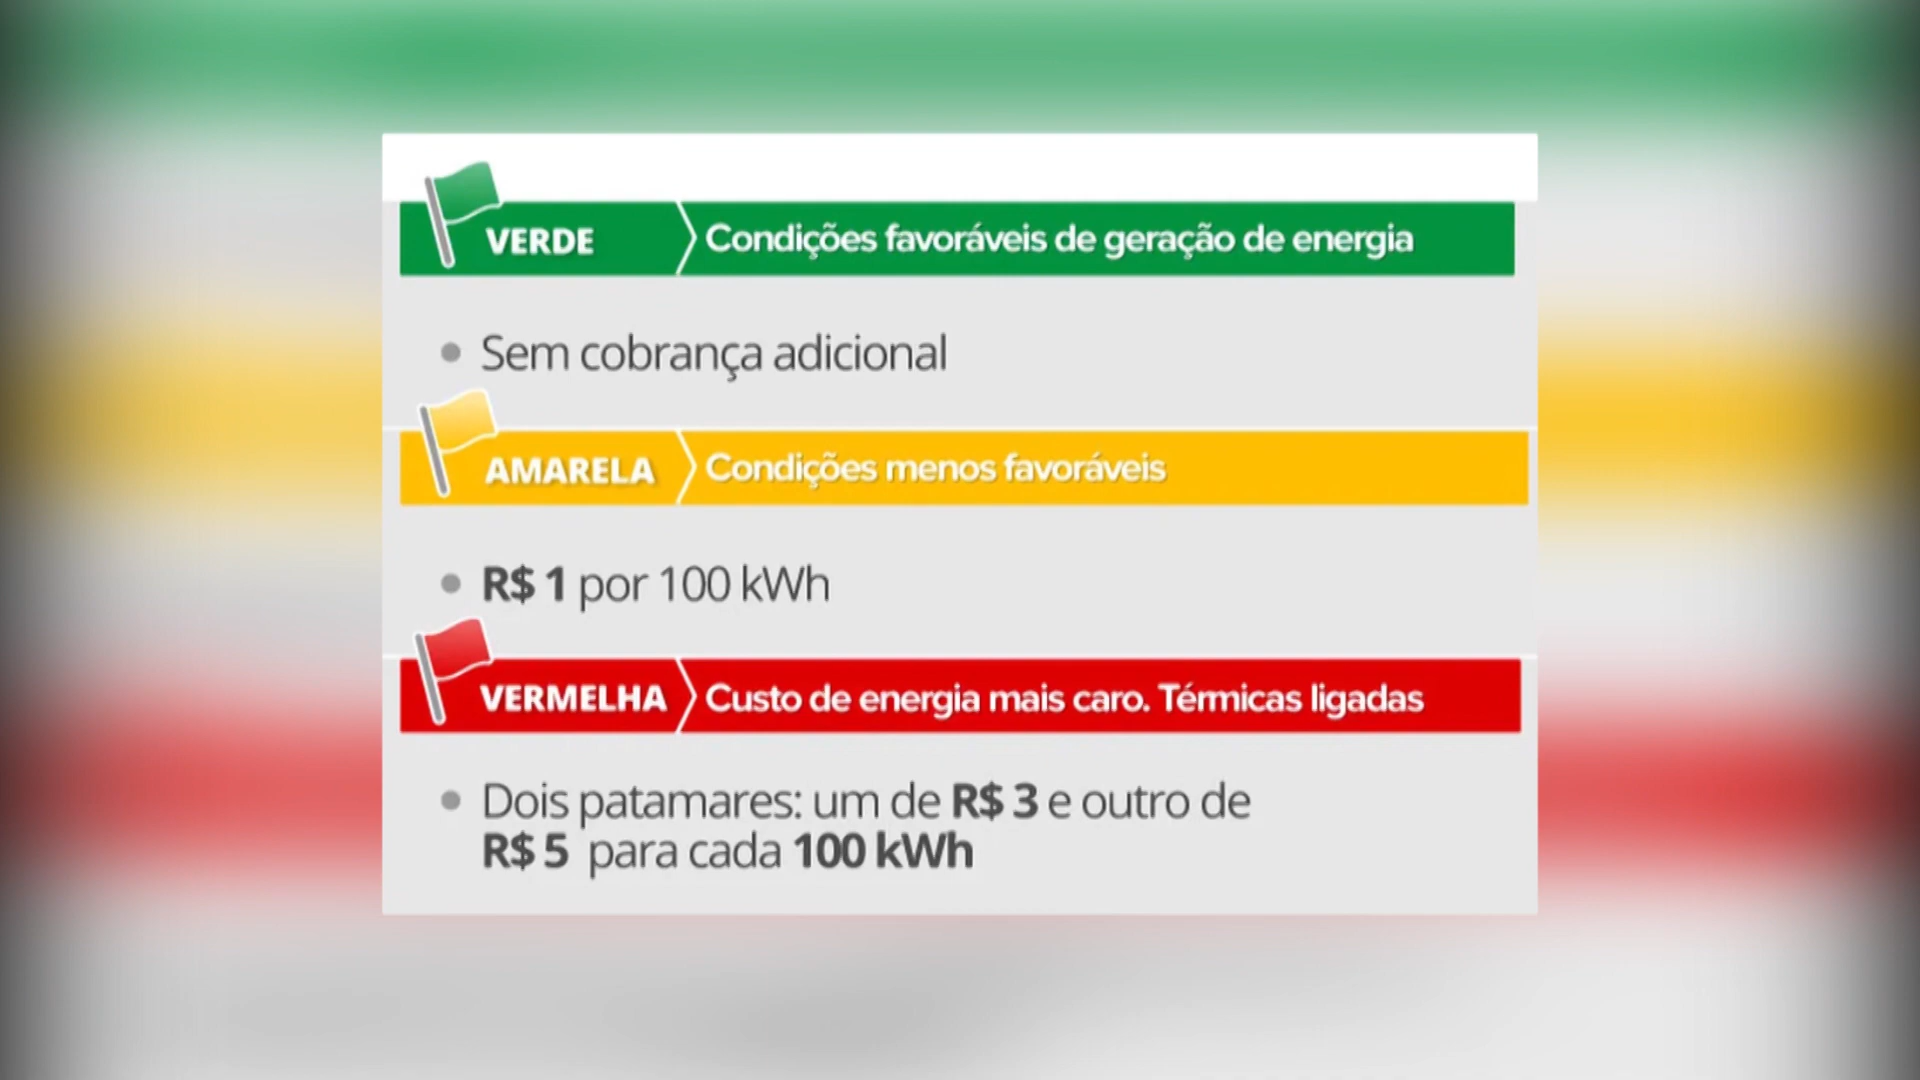 VERDE
Condições favoráveis de geração de energia
Sem cobrança adicional
AMARELA
Condições menos favoráveis
R$ 1 por 100 kWh
VERMELHA
Custo de energia mais caro. Térmicas ligadas
Dois patamares: um de R$ 3 e outro de
R$ 5 para cada 100 kWh